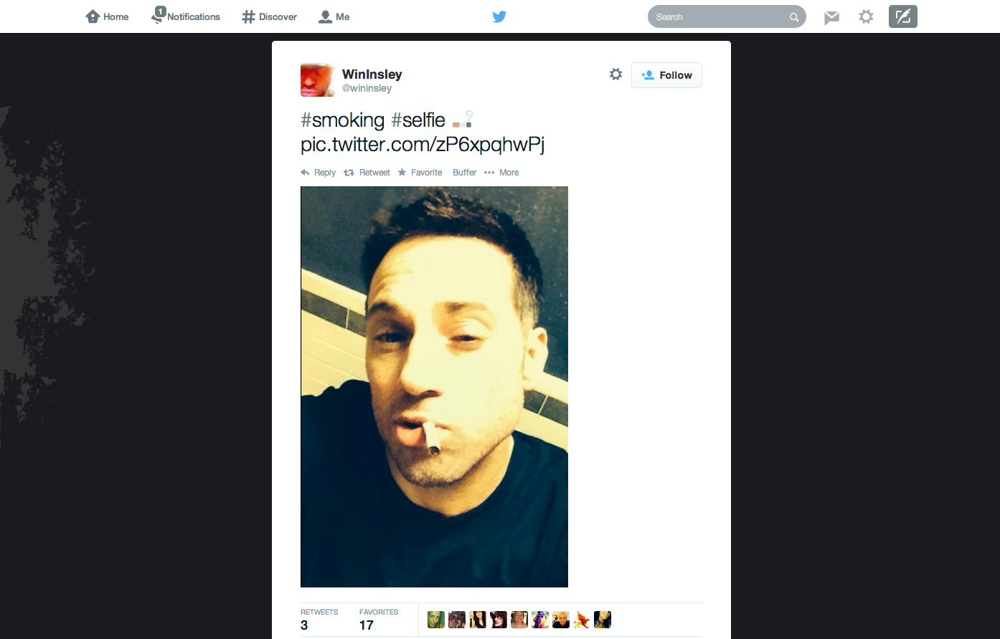 Home 1 Notifications Discover Me Search
WinInsley
@wininsley
Follow
#smoking #selfie
pic.twitter.com/zP6xpqhwPj
Reply Retweet Favorite Buffer More
RETWEETS FAVORITES
3 17